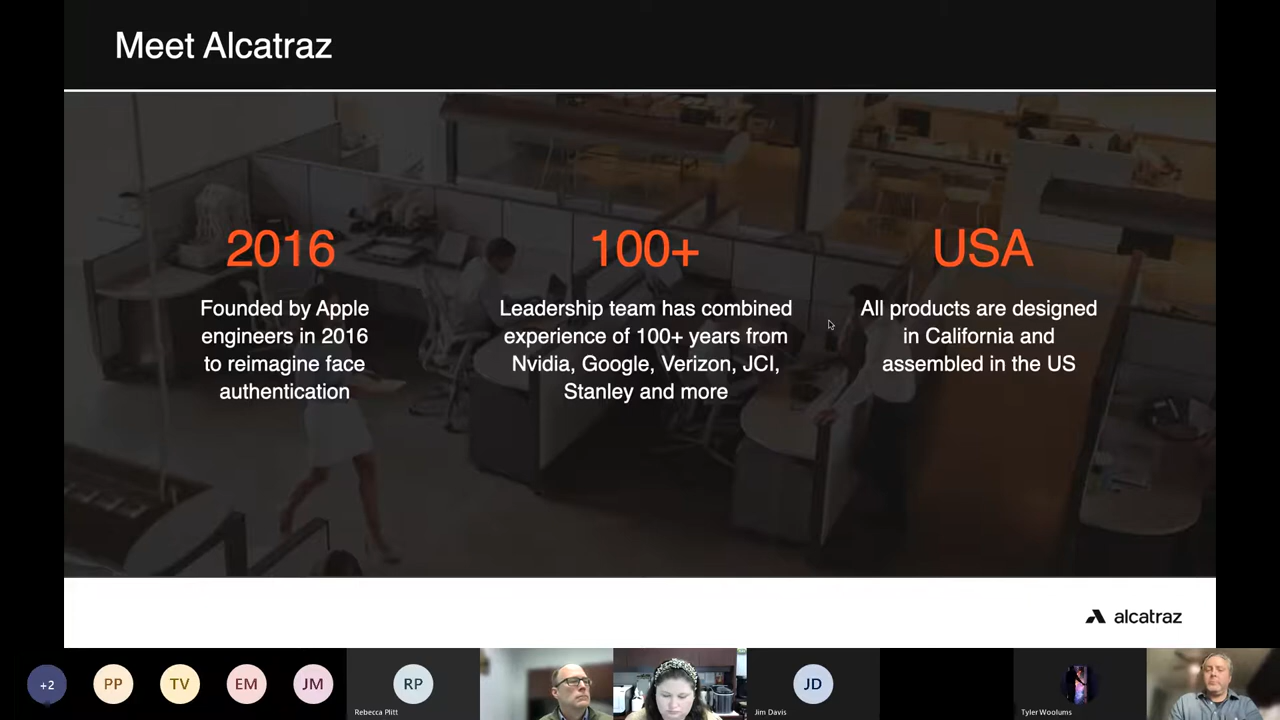 Meet Alcatraz
2016
Founded by Apple
engineers in 2016
to reimagine face
authentication
100+
Leadership team has combined
experience of 100+ years from
Nvidia, Google, Verizon, JCI,
Stanley and more
USA
All products are designed
in California and
assembled in the US
alcatraz
+2
PP
TV
EM
JM
RP
Rebecca Plitt
JD
Jim Davis
Tyler Woolums